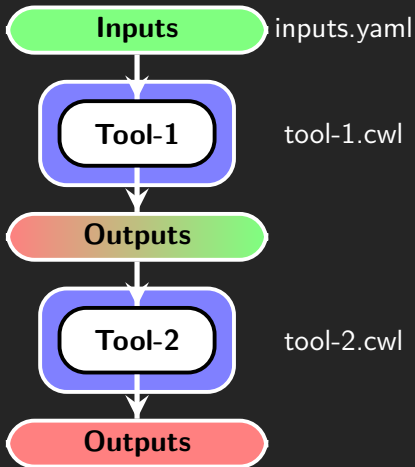 Inputs inputs.yaml
Tool-1 tool-1.cwl
Outputs
Tool-2 tool-2.cwl
Outputs